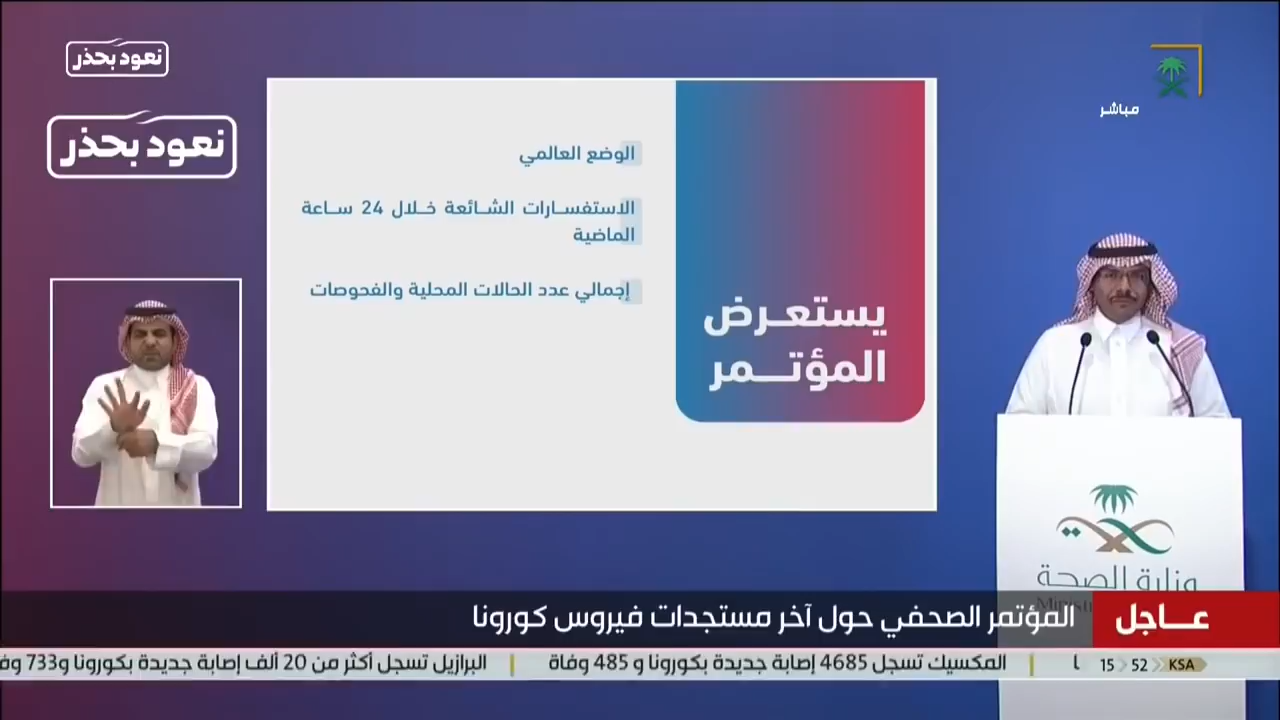 نعود بحذر
مباشر
نعود بحذر
يستعرض
المؤتمر
الوضع العالمي
الاستفسارات الشائعة خلال 24 ساعة
الماضية
إجمالي عدد الحالات المحلية والفحوصات
وزارة الصحة
عاجل
المؤتمر الصحفي حول آخر مستجدات فيروس كورونا
KSA 52 15
المكسيك تسجل 4685 إصابة جديدة بكورونا و 485 وفاة | البرازيل تسجل أكثر من 20 ألف إصابة جديدة بكورونا و733